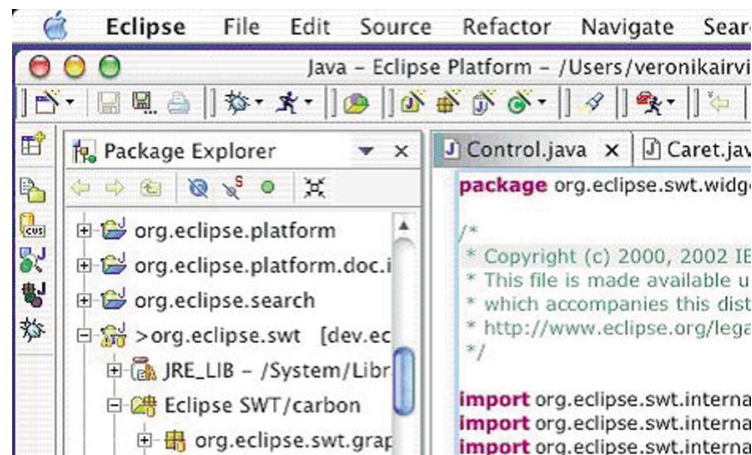 Eclipse File Edit Source Refactor Navigate Sear
Java – Eclipse Platform – /Users/veronikairvi
Package Explorer
org.eclipse.platform
org.eclipse.platform.doc.i
org.eclipse.search
>org.eclipse.swt [dev.ec
JRE_LIB – /System/Libr
Eclipse SWT/carbon
org.eclipse.swt.grap
Control.java Caret.jav
package org.eclipse.swt.widge
/*
* Copyright (c) 2000, 2002 IB
* This file is made available u
* which accompanies this dist
* http://www.eclipse.org/lega
*/
import org.eclipse.swt.interna
import org.eclipse.swt.interna
import org.eclipse.swt.interna